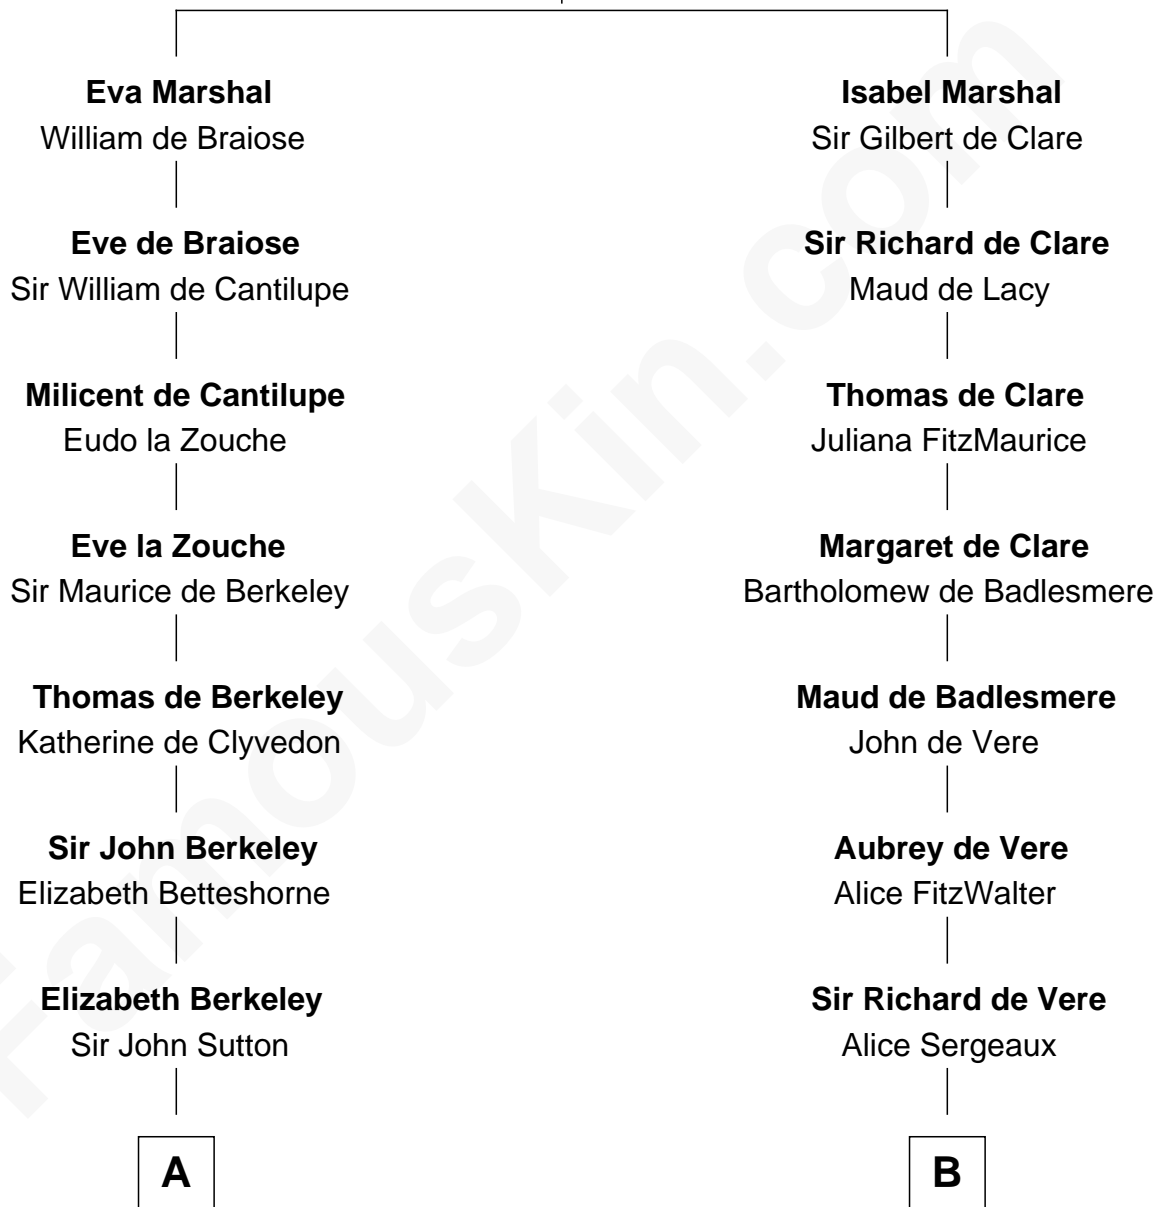 Eva Marshal
William de Braiose
Eve de Braiose
Sir William de Cantilupe
Milicent de Cantilupe
Eudo la Zouche
Eve la Zouche
Sir Maurice de Berkeley
Thomas de Berkeley
Katherine de Clyvedon
Sir John Berkeley
Elizabeth Betteshorne
Elizabeth Berkeley
Sir John Sutton
A
Isabel Marshal
Sir Gilbert de Clare
Sir Richard de Clare
Maud de Lacy
Thomas de Clare
Juliana FitzMaurice
Margaret de Clare
Bartholomew de Badlesmere
Maud de Badlesmere
John de Vere
Aubrey de Vere
Alice FitzWalter
Sir Richard de Vere
Alice Sergeaux
B
FamousKin.com